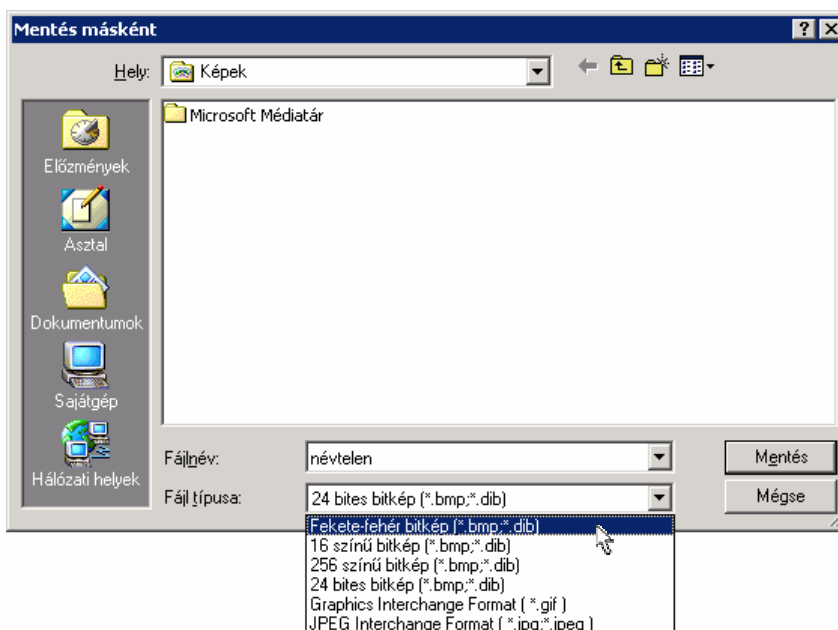 Mentés másként
Hely: Képek
Microsoft Médiatár
Előzmények
Asztal
Dokumentumok
Sajátgép
Hálózati helyek
Fájlnév: névtelen Mentés
Fájl típusa: 24 bites bitkép (*.bmp;*.dib) Mégse
Fekete-fehér bitkép (*.bmp;*.dib)
16 színű bitkép (*.bmp;*.dib)
256 színű bitkép (*.bmp;*.dib)
24 bites bitkép (*.bmp;*.dib)
Graphics Interchange Format ( *.gif )
JPEG Interchange Format ( *.jpg;*.jpeg )